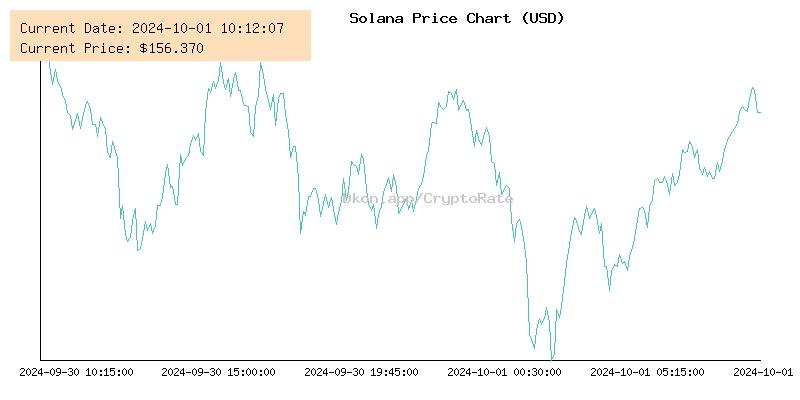 Solana Price Chart (USD)
Current Date: 2024-10-01 10:12:07
Current Price: $156.370
Ukon.app/CryptoRate
2024-09-30 10:15:00 2024-09-30 15:00:00 2024-09-30 19:45:00 2024-10-01 00:30:00 2024-10-01 05:15:00 2024-10-01